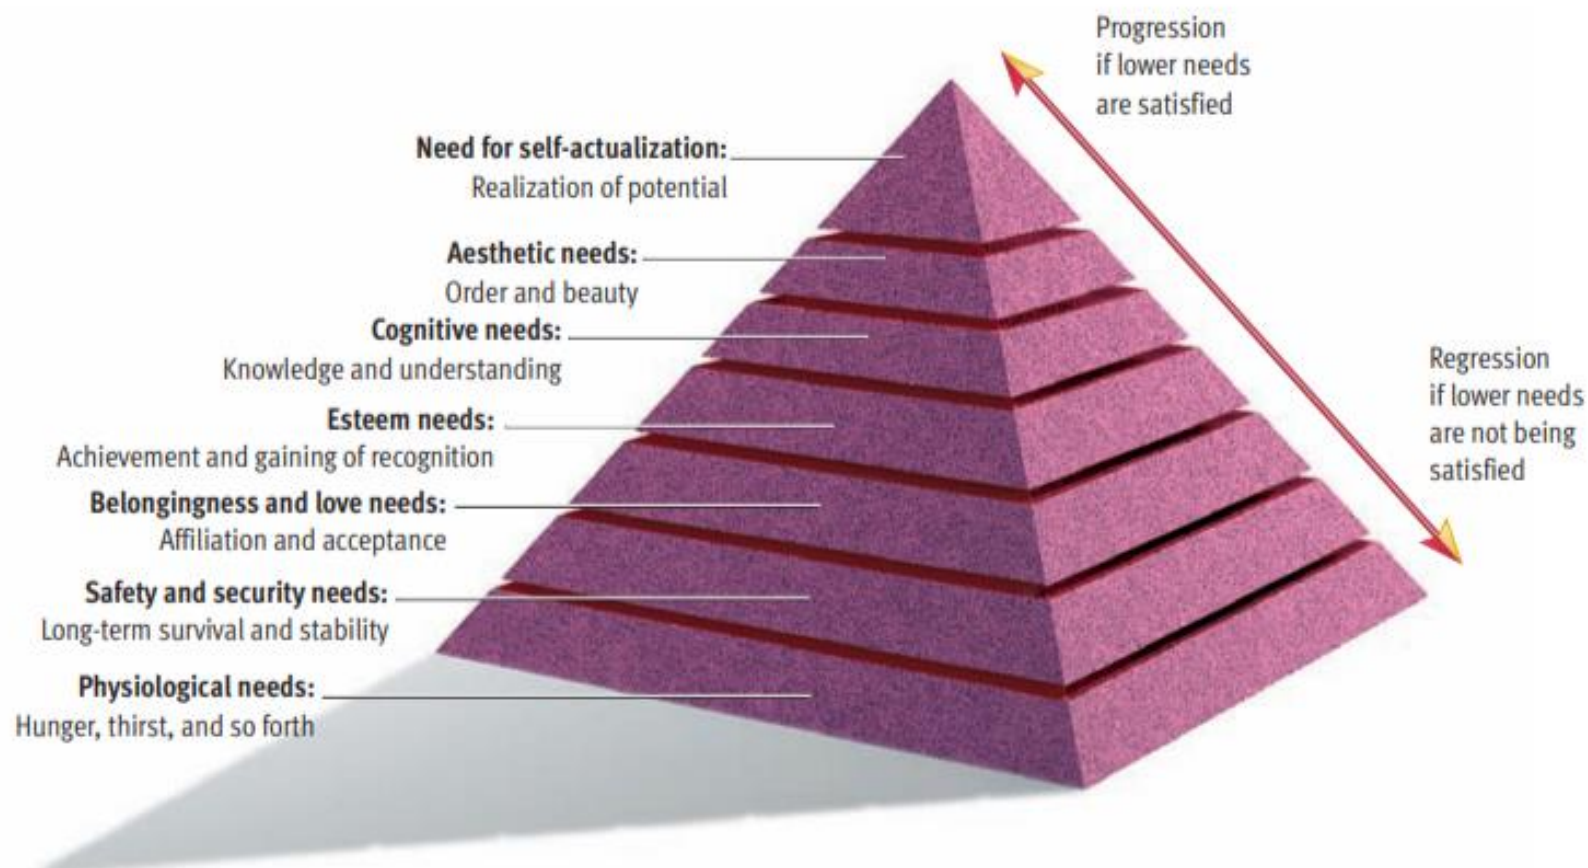 Progression
if lower needs
are satisfied
Need for self-actualization:
Realization of potential
Aesthetic needs:
Order and beauty
Cognitive needs:
Knowledge and understanding
Esteem needs:
Achievement and gaining of recognition
Belongingness and love needs:
Affiliation and acceptance
Safety and security needs:
Long-term survival and stability
Physiological needs:
Hunger, thirst, and so forth
Regression
if lower needs
are not being
satisfied